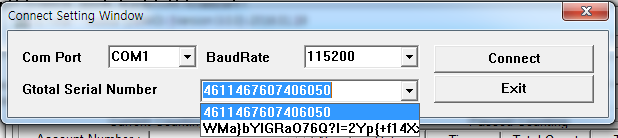 Connect Setting Window
Com Port COM1 BaudRate 115200 Connect
Gtotal Serial Number 4611467607406050 Exit
4611467607406050
WMa}bYIGRaO76Q?I=2Yp{+f14X